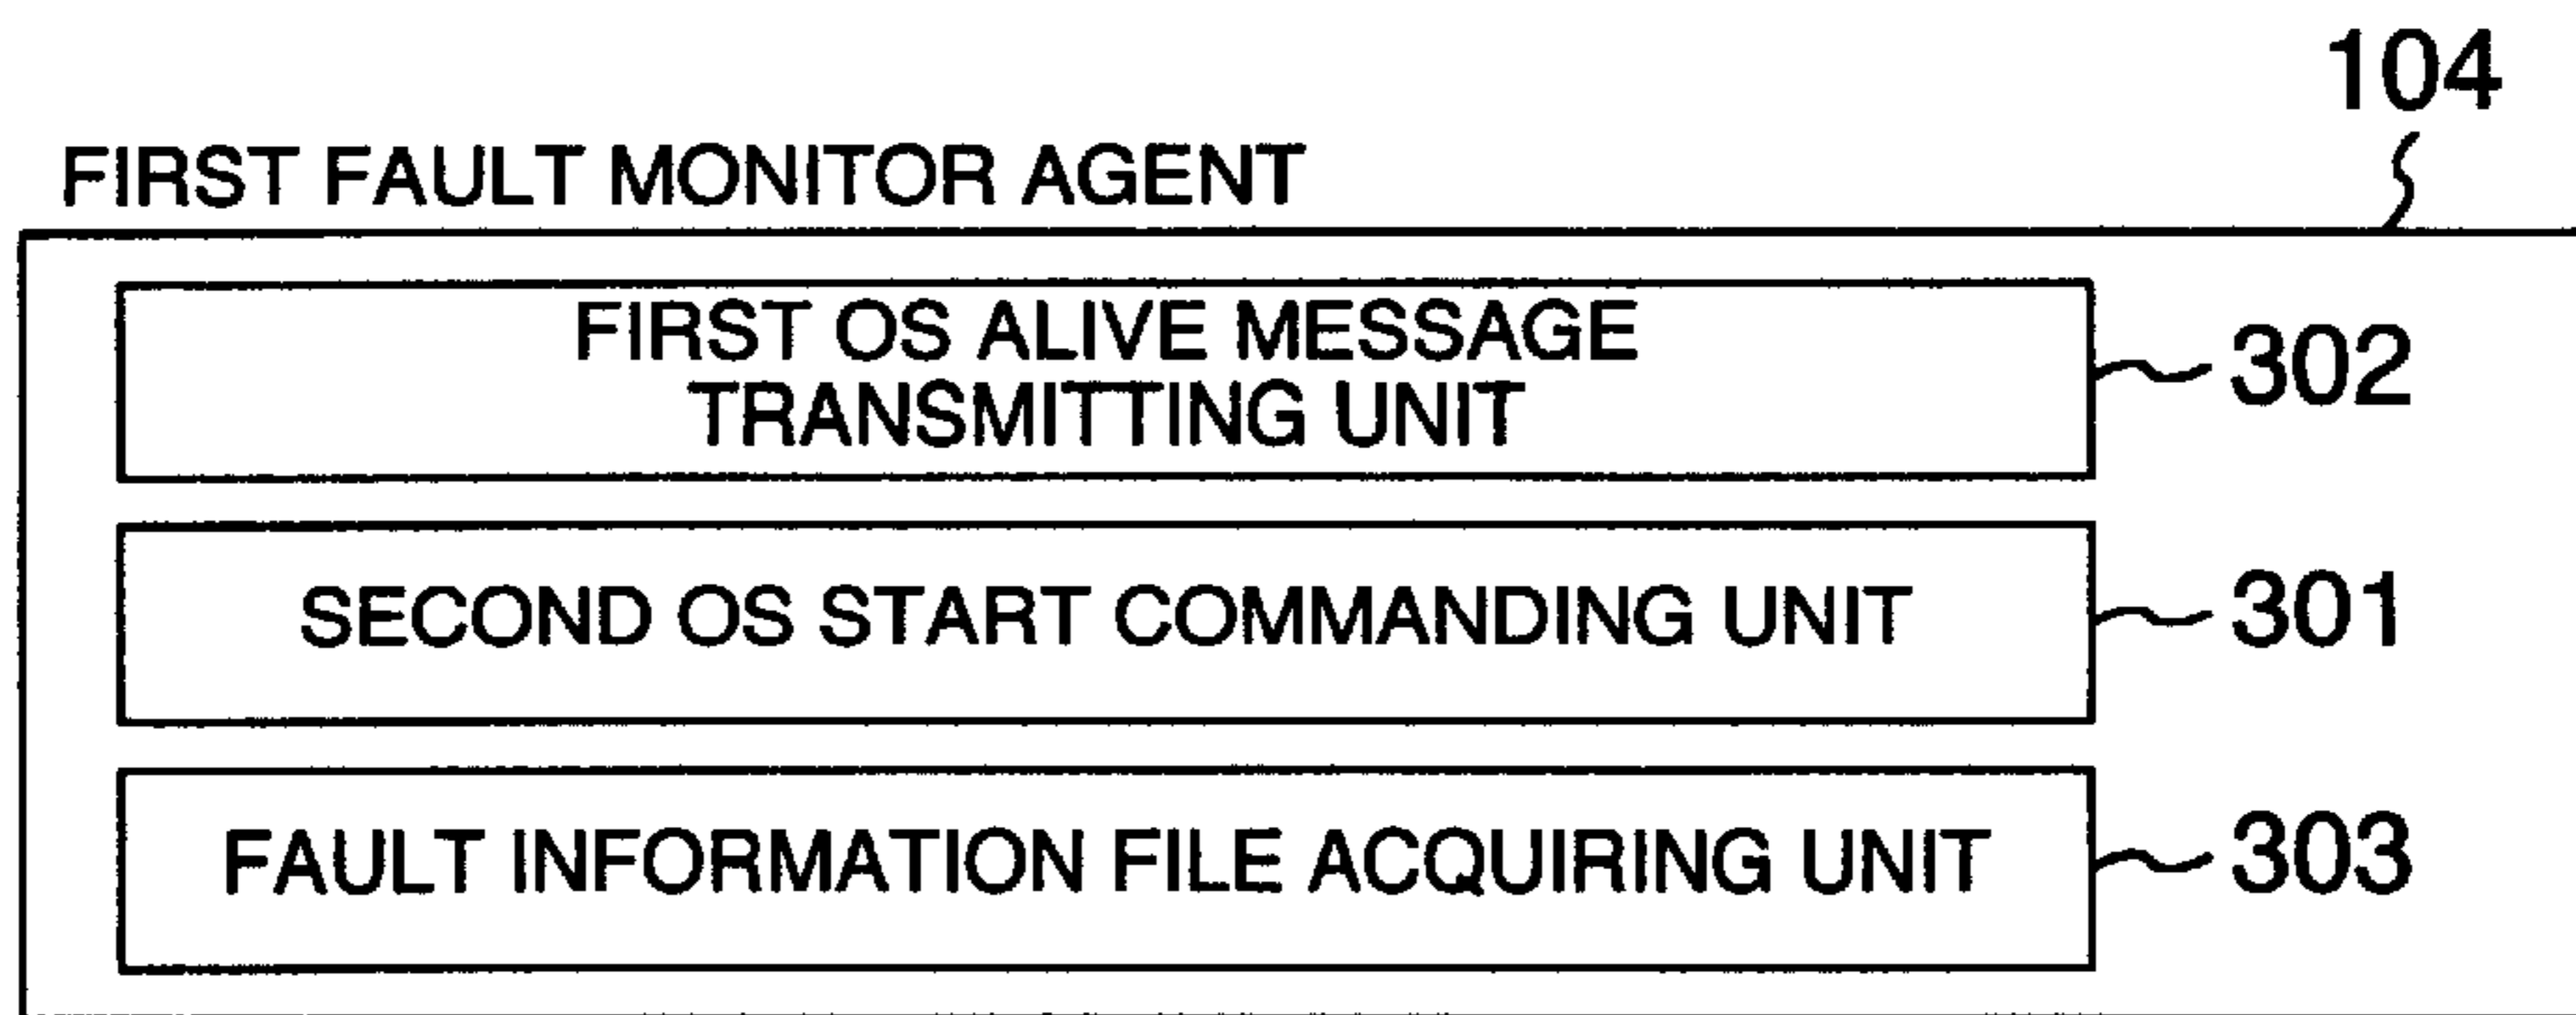 104
FIRST FAULT MONITOR AGENT
FIRST OS ALIVE MESSAGE
TRANSMITTING UNIT
302
SECOND OS START COMMANDING UNIT
301
FAULT INFORMATION FILE ACQUIRING UNIT
303